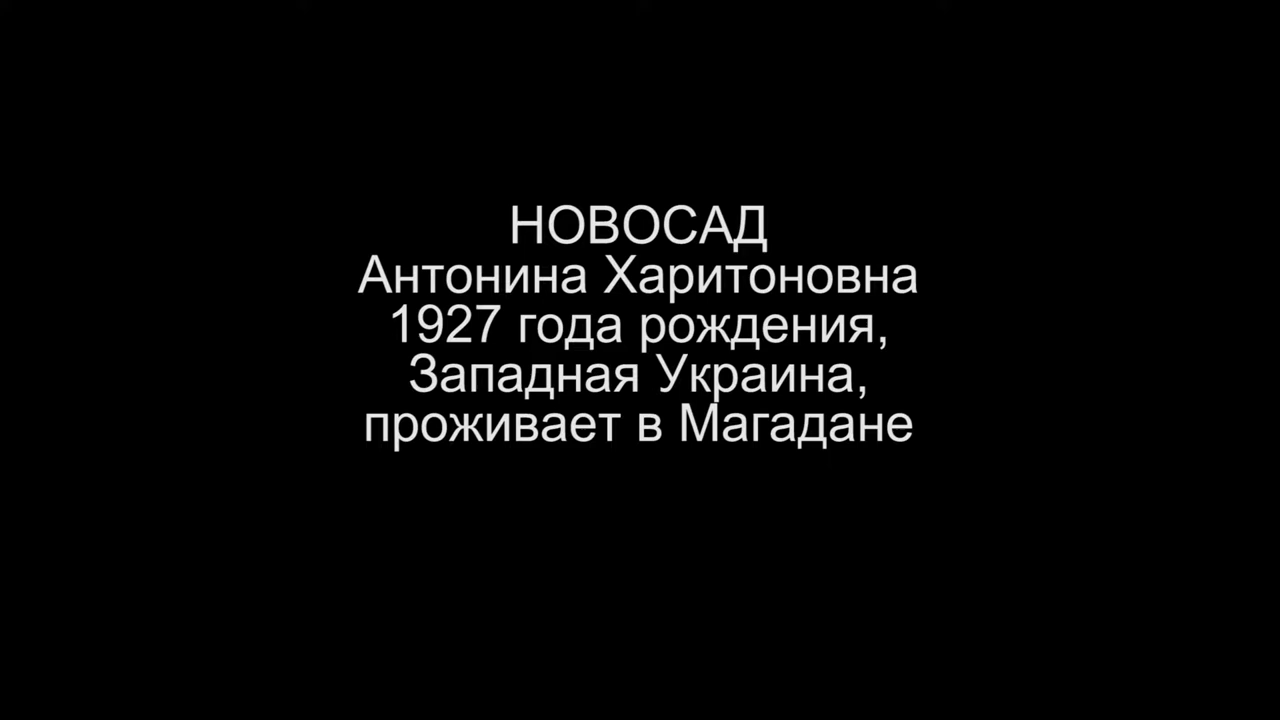 НОВОСАД
Антонина Харитоновна
1927 года рождения,
Западная Украина,
проживает в Магадане